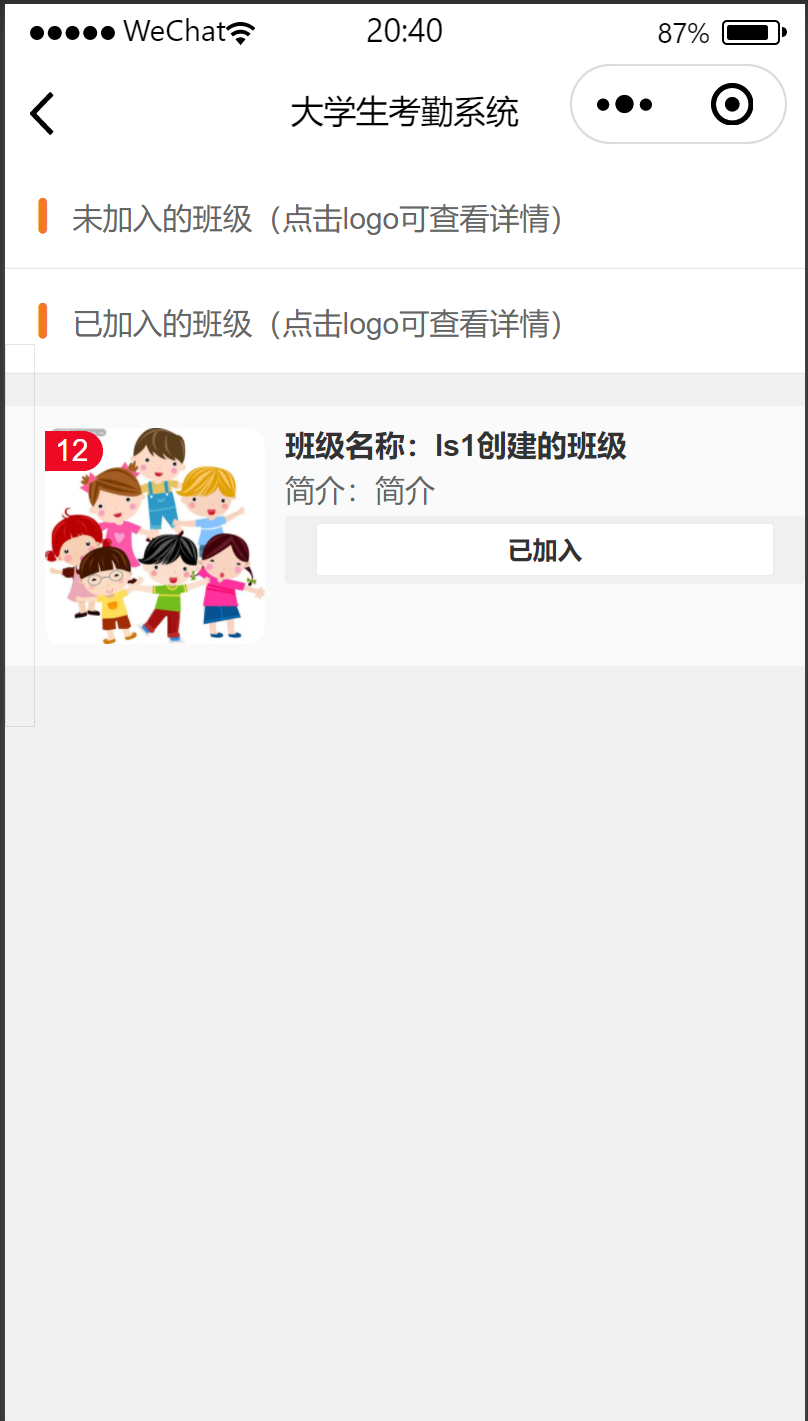 WeChat 20:40 87%
大学生考勤系统
未加入的班级（点击logo可查看详情）
已加入的班级（点击logo可查看详情）
12
班级名称：ls1创建的班级
简介：简介
已加入